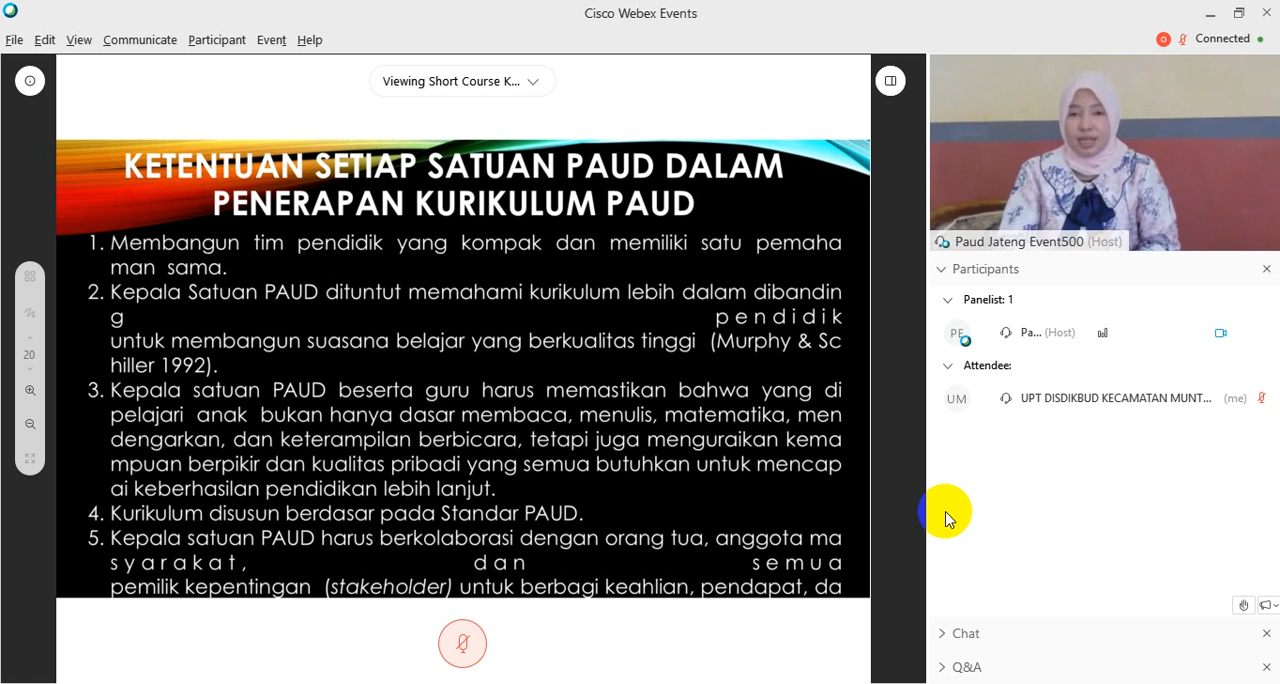 Cisco Webex Events
File Edit View Communicate Participant Event Help
Connected
Viewing Short Course K...
KETENTUAN SETIAP SATUAN PAUD DALAM
PENERAPAN KURIKULUM PAUD
1. Membangun tim pendidik yang kompak dan memiliki satu pemaha
man sama.
2. Kepala Satuan PAUD dituntut memahami kurikulum lebih dalam dibandin
g pendidik
untuk membangun suasana belajar yang berkualitas tinggi (Murphy & Sc
hiller 1992).
3. Kepala satuan PAUD beserta guru harus memastikan bahwa yang di
pelajari anak bukan hanya dasar membaca, menulis, matematika, men
dengarkan, dan keterampilan berbicara, tetapi juga menguraikan kema
mpuan berpikir dan kualitas pribadi yang semua butuhkan untuk mencap
ai keberhasilan pendidikan lebih lanjut.
4. Kurikulum disusun berdasar pada Standar PAUD.
5. Kepala satuan PAUD harus berkolaborasi dengan orang tua, anggota ma
syarakat, dan semua
pemilik kepentingan (stakeholder) untuk berbagi keahlian, pendapat, da
20
Paud Jateng Event500 (Host)
Participants
Panelist: 1
PE Pa... (Host)
Attendee:
UM UPT DISDIKBUD KECAMATAN MUNT... (me)
Chat
Q&A